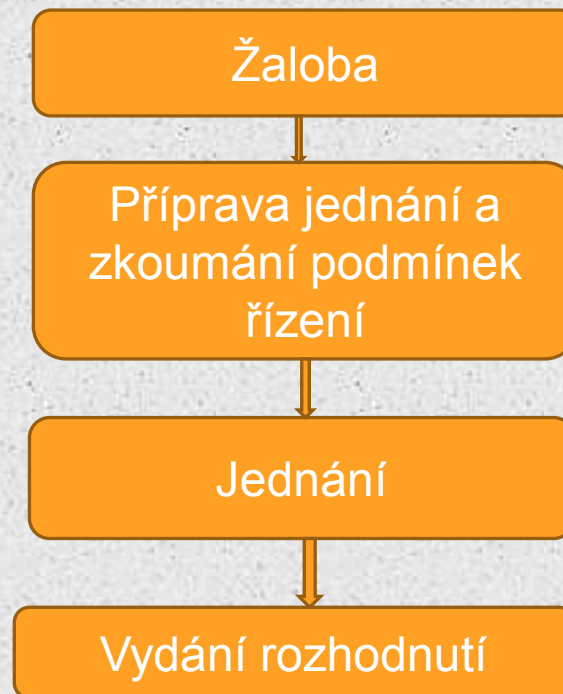 Žaloba
Příprava jednání a
zkoumání podmínek
řízení
Jednání
Vydání rozhodnutí